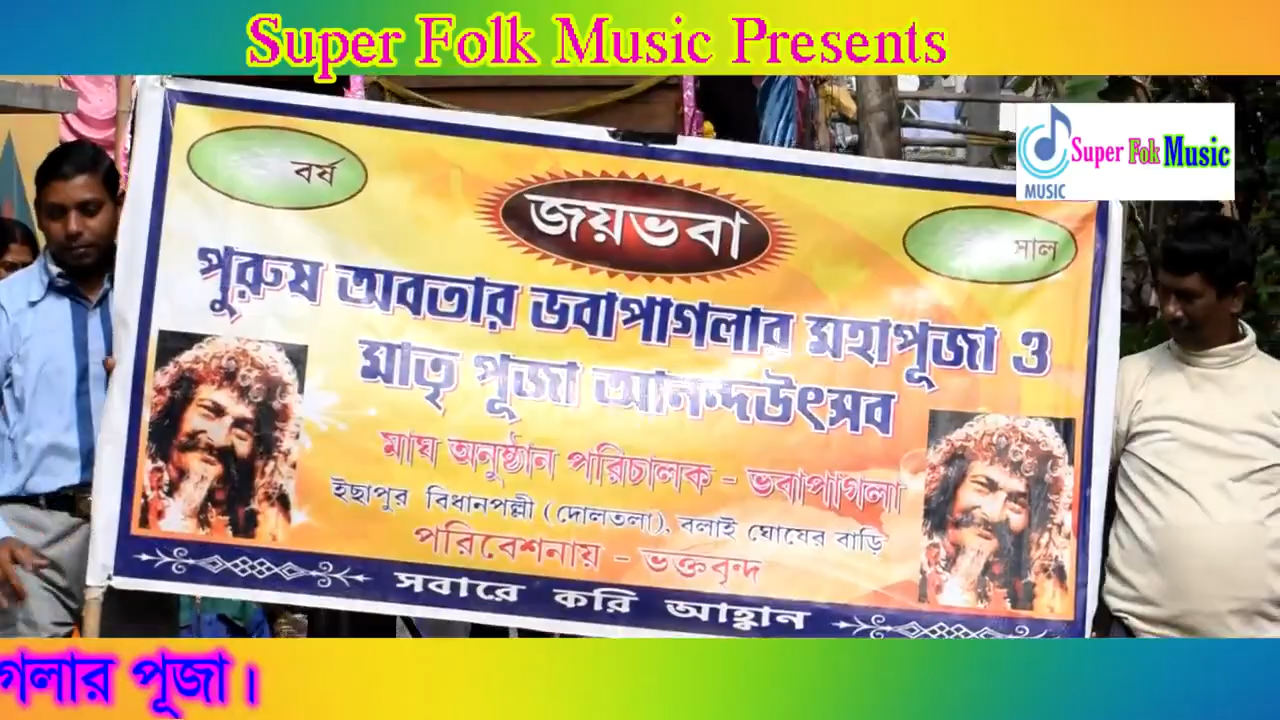 Super Folk Music Presents
Super Fok Music
MUSIC
বর্ষ
জয়ভবা
সাল
পুরুষ অবতার ভবাপাগলার মহাপূজা ও
মাতৃ পূজা আনন্দউৎসব
মাঘ অনুষ্ঠান পরিচালক - ভবাপাগলা
ইছাপুর বিধানপল্লী (দোলতলা), বলাই ঘোষের বাড়ি
পরিবেশনায় - ভক্তবৃন্দ
সবারে করি আহ্বান
গলার পূজা।